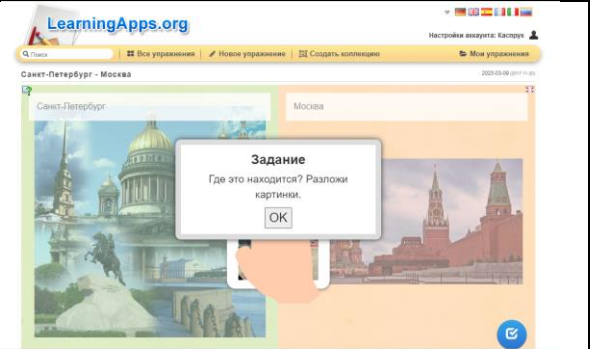 LearningApps.org
Настройки аккаунта: Каспрук
Поиск
Все упражнения
Новое упражнение
Создать коллекцию
Мои упражнения
Санкт-Петербург - Москва
Санкт-Петербург
Москва
Задание
Где это находится? Разложи
картинки.
OK